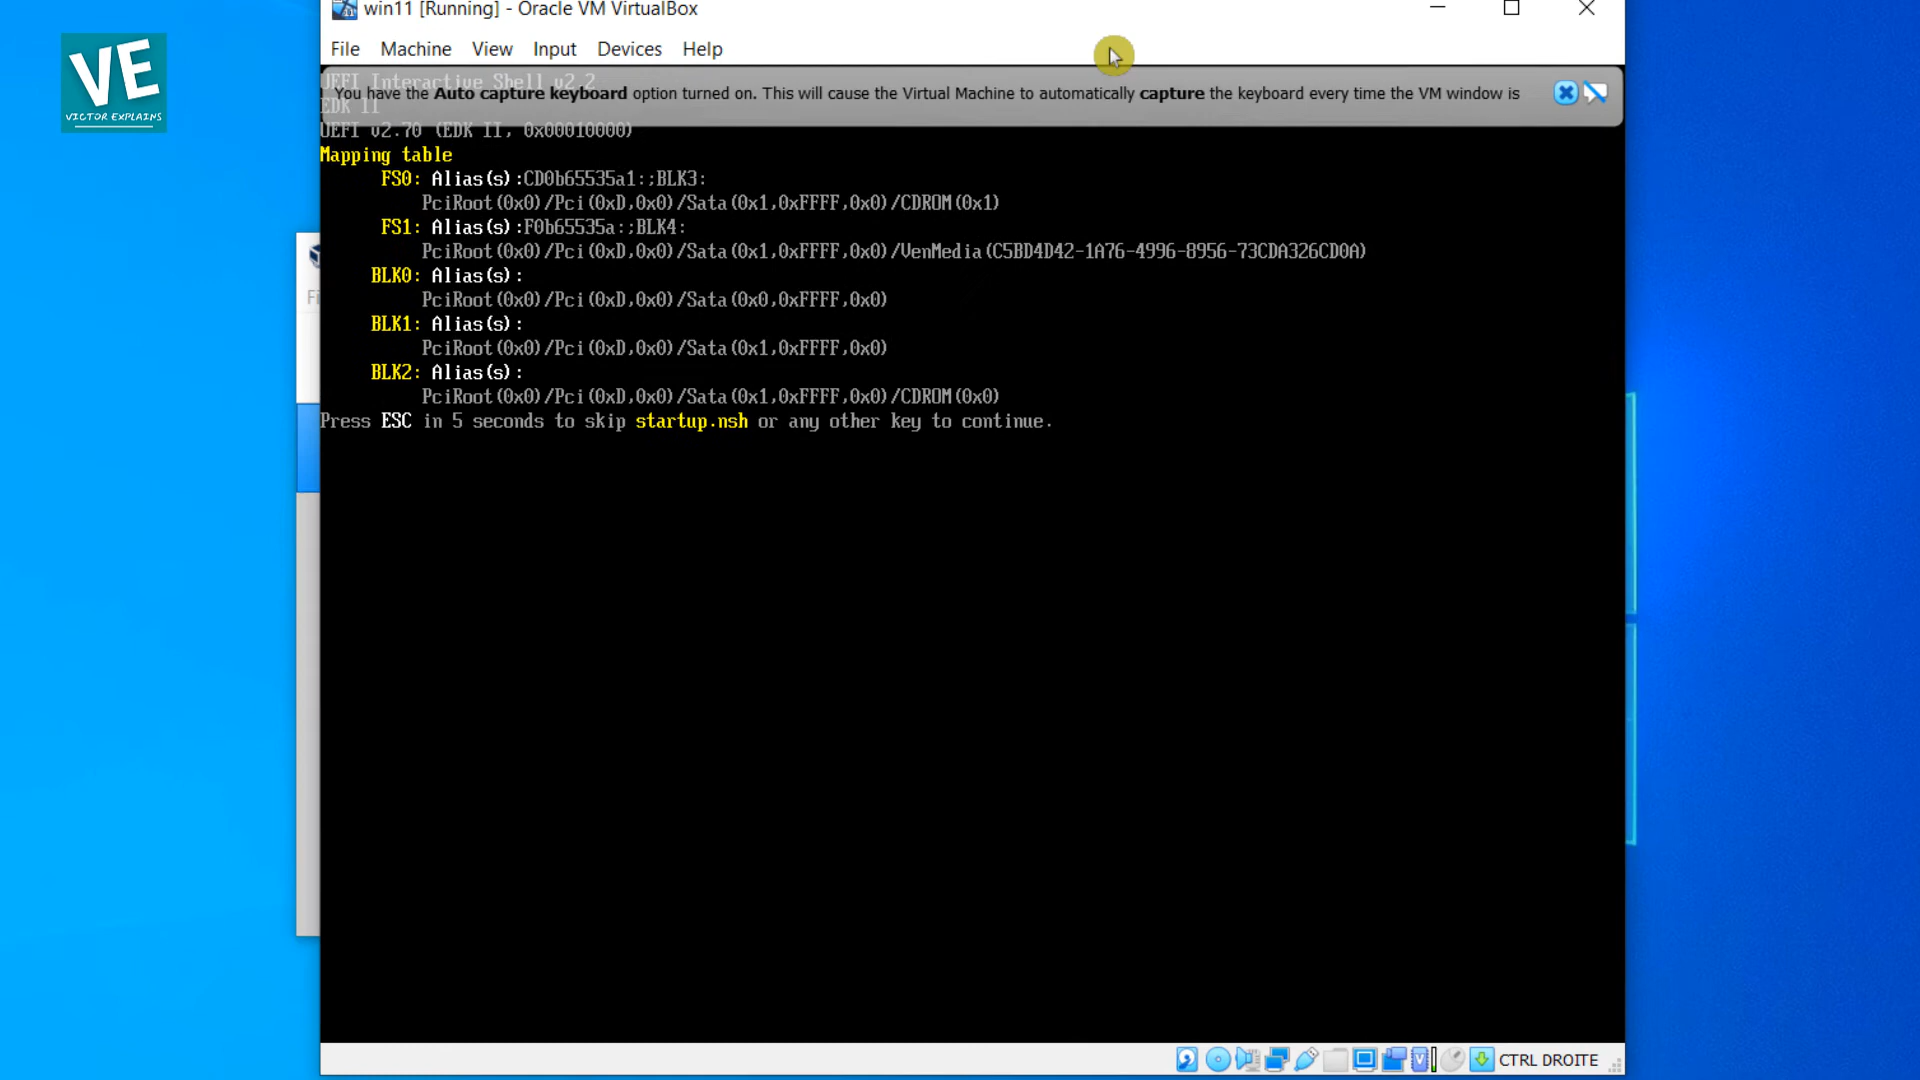 win11 [Running] - Oracle VM VirtualBox
VE
VICTOR EXPLAINS
File Machine View Input Devices Help
UEFI Interactive Shell v2.2
You have the Auto capture keyboard option turned on. This will cause the Virtual Machine to automatically capture the keyboard every time the VM window is
EDK II
UEFI v2.70 (EDK II, 0x00010000)
Mapping table
FS0: Alias(s):CD0b65535a1:;BLK3:
PciRoot(0x0)/Pci(0xD,0x0)/Sata(0x1,0xFFFF,0x0)/CDROM(0x1)
FS1: Alias(s):F0b65535a:;BLK4:
PciRoot(0x0)/Pci(0xD,0x0)/Sata(0x1,0xFFFF,0x0)/VenMedia(C5BD4D42-1A76-4996-8956-73CDA326CD0A)
BLK0: Alias(s):
PciRoot(0x0)/Pci(0xD,0x0)/Sata(0x0,0xFFFF,0x0)
BLK1: Alias(s):
PciRoot(0x0)/Pci(0xD,0x0)/Sata(0x1,0xFFFF,0x0)
BLK2: Alias(s):
PciRoot(0x0)/Pci(0xD,0x0)/Sata(0x1,0xFFFF,0x0)/CDROM(0x0)
Press ESC in 5 seconds to skip startup.nsh or any other key to continue.
CTRL DROITE